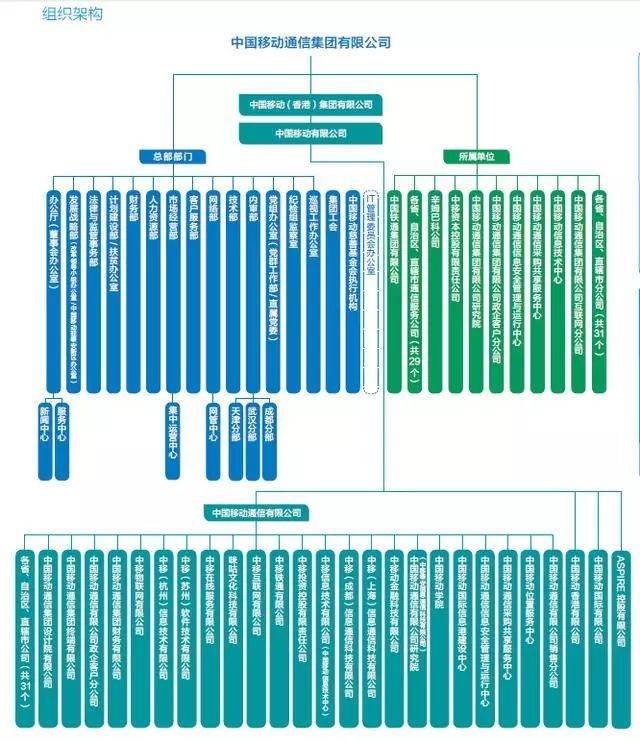 组织架构
中国移动通信集团有限公司
中国移动（香港）集团有限公司
中国移动有限公司
总部部门
所属单位
办公厅（董事会办公室）
发展战略部
法律与监管事务部
计划建设部/扶贫办公室
财务部
人力资源部
市场经营部
客户服务部
网络部
技术部
内审部
党组办公室（党群工作部/直属党委）
纪检组监察室
巡视工作办公室
集团工会
中国移动慈善基金会执行机构
IT管理委员会办公室
中国铁通集团有限公司
各省、自治区、直辖市通信服务公司（共29个）
辛姆巴科公司
中移资本控股有限责任公司
中国移动通信集团有限公司研究院
中国移动通信集团有限公司政企客户分公司
中国移动通信信息安全管理与运行中心
中国移动通信采购共享服务中心
中国移动信息技术中心
中国移动通信集团有限公司互联网分公司
各省、自治区、直辖市分公司（共31个）
新闻中心
服务中心
集中运营中心
网管中心
天津分部
武汉分部
成都分部
中国移动通信有限公司
各省、自治区、直辖市公司（共31个）
中国移动通信集团设计院有限公司
中国移动通信集团终端有限公司
中国移动通信有限公司政企客户分公司
中国移动通信集团财务有限公司
中移物联网有限公司
中移（杭州）信息技术有限公司
中移（苏州）软件技术有限公司
中移在线服务有限公司
咪咕文化科技有限公司
中移互联网有限公司
中移铁通有限公司
中移投资控股有限责任公司
中移信息技术有限公司（中国移动信息技术中心）
中移（成都）信息通信科技有限公司
中移（上海）信息通信科技有限公司
中移动金融科技有限公司
中国移动通信有限公司研究院
中国移动学院
中国移动国际信息港建设中心
中国移动通信信息安全管理与运行中心
中国移动通信采购共享服务中心
中国移动位置服务中心
中国移动通信有限公司销售分公司
中国移动香港有限公司
中国移动国际有限公司
ASPIRE 控股有限公司